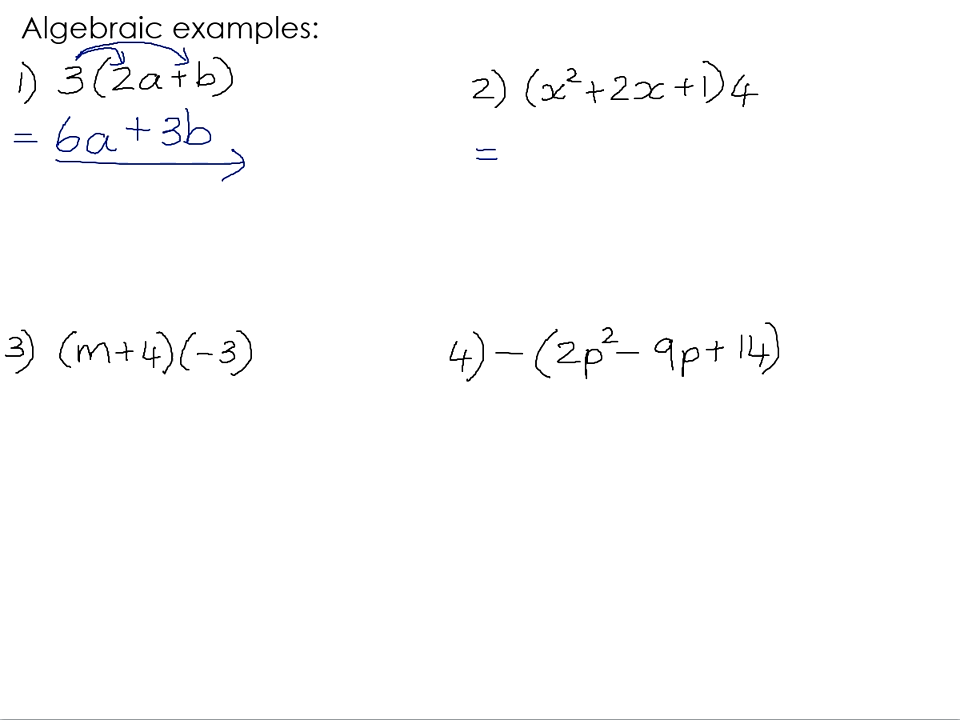 Algebraic examples:
1) 3(2a+b)
= 6a + 3b
2) (x²+2x+1)4
=
3) (m+4)(-3)
4) -(2p²- 9p+14)